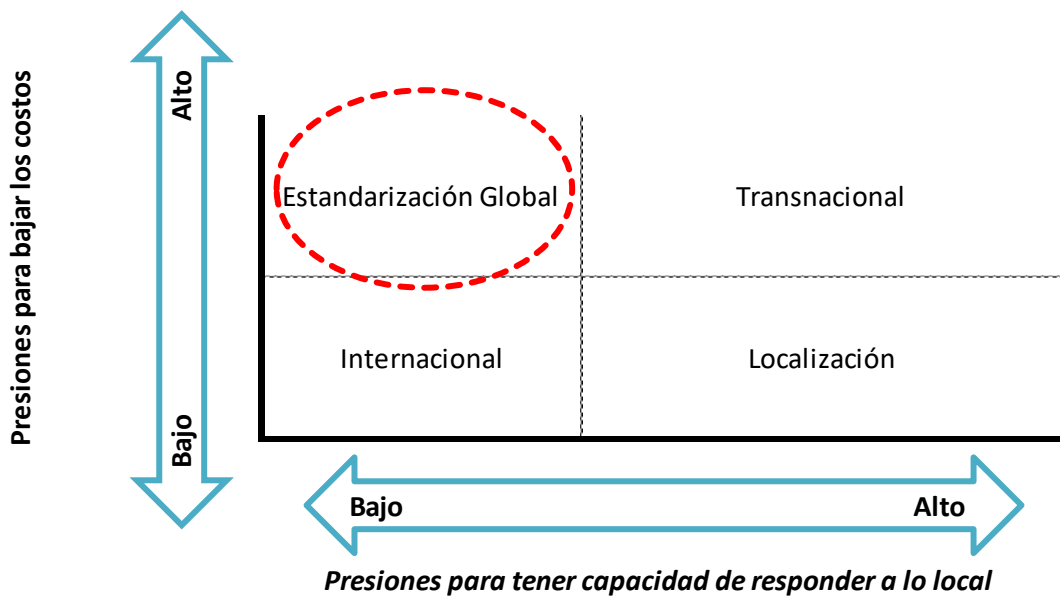 Presiones para bajar los costos
Alto
Bajo
Estandarización Global
Transnacional
Internacional
Localización
Bajo
Alto
Presiones para tener capacidad de responder a lo local